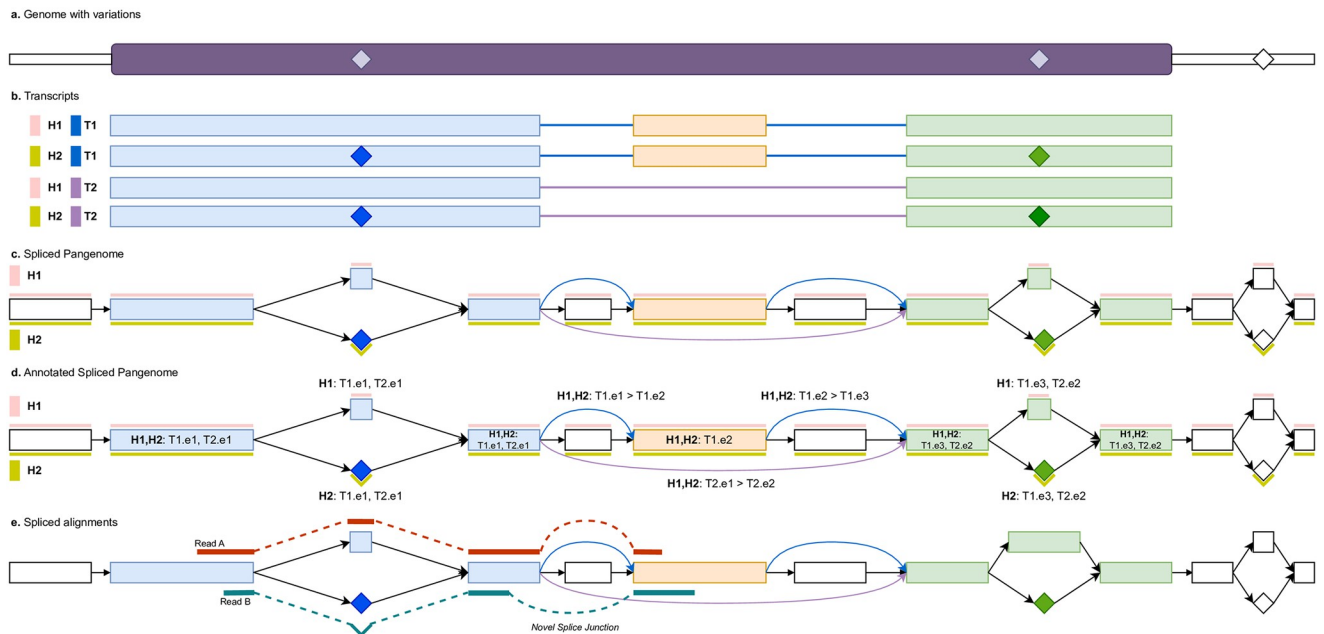 a. Genome with variations
b. Transcripts
H1 T1
H2 T1
H1 T2
H2 T2
c. Spliced Pangenome
H1
H2
d. Annotated Spliced Pangenome
H1
H1: T1.e1, T2.e1
H1,H2: T1.e1 > T1.e2
H1,H2: T1.e2 > T1.e3
H1: T1.e3, T2.e2
H1,H2: T1.e1, T2.e1
H1,H2:
T1.e1, T2.e1
H1,H2: T1.e2
H1,H2:
T1.e3, T2.e2
H1,H2:
T1.e3, T2.e2
H2
H1,H2: T2.e1 > T2.e2
H2: T1.e1, T2.e1
H2: T1.e3, T2.e2
e. Spliced alignments
Read A
Read B
Novel Splice Junction